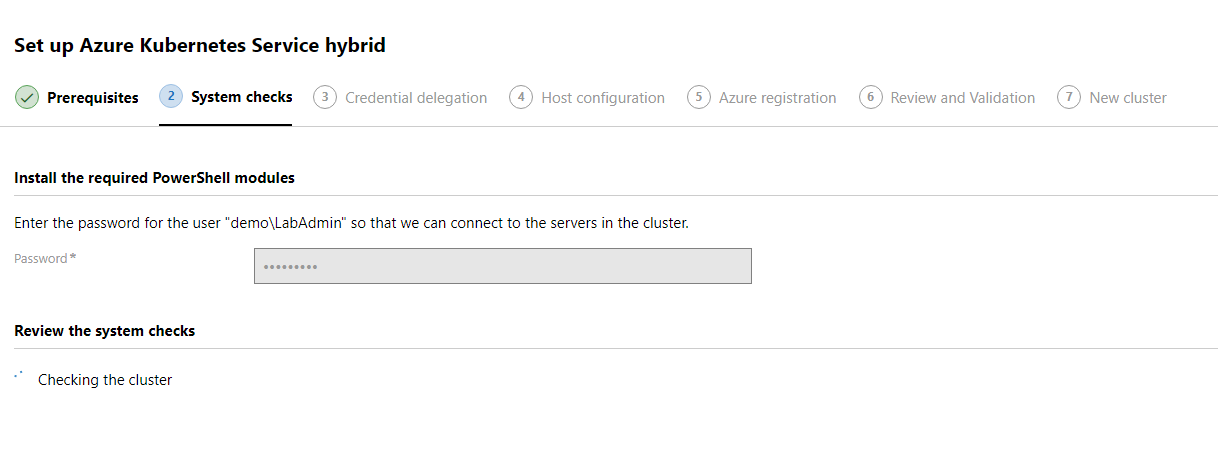 Set up Azure Kubernetes Service hybrid
Prerequisites 2 System checks 3 Credential delegation 4 Host configuration 5 Azure registration 6 Review and Validation 7 New cluster
Install the required PowerShell modules
Enter the password for the user "demo\LabAdmin" so that we can connect to the servers in the cluster.
Password * •••••••••
Review the system checks
Checking the cluster